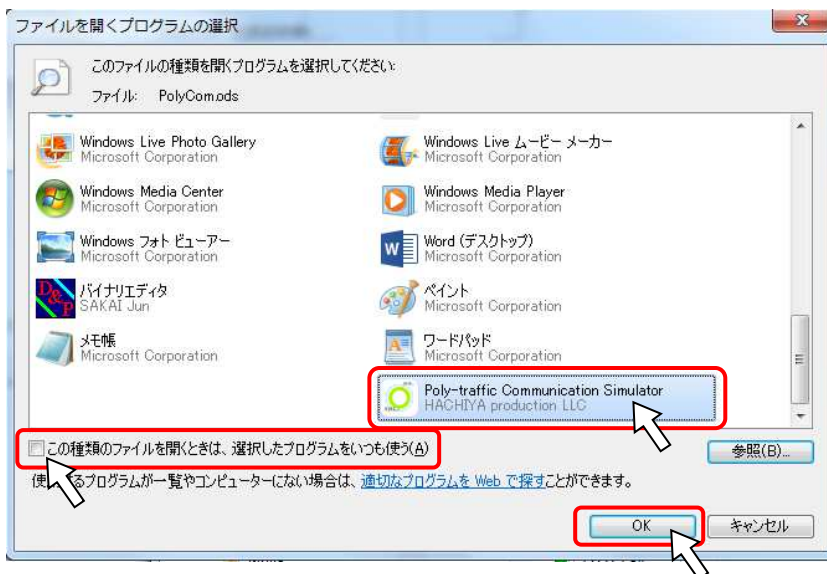 ファイルを開くプログラムの選択
このファイルの種類を開くプログラムを選択してください:
ファイル: PolyCom.ods
Windows Live Photo Gallery
Microsoft Corporation
Windows Live ムービー メーカー
Microsoft Corporation
Windows Media Center
Microsoft Corporation
Windows Media Player
Microsoft Corporation
Windows フォト ビューアー
Microsoft Corporation
Word (デスクトップ)
Microsoft Corporation
バイナリエディタ
SAKAI Jun
ペイント
Microsoft Corporation
メモ帳
Microsoft Corporation
ワードパッド
Microsoft Corporation
Poly-traffic Communication Simulator
HACHIYA production LLC
この種類のファイルを開くときは、選択したプログラムをいつも使う(A)
参照(B)...
るプログラムが一覧やコンピューターにない場合は、適切なプログラムを Web で探すことができます。
OK
キャンセル